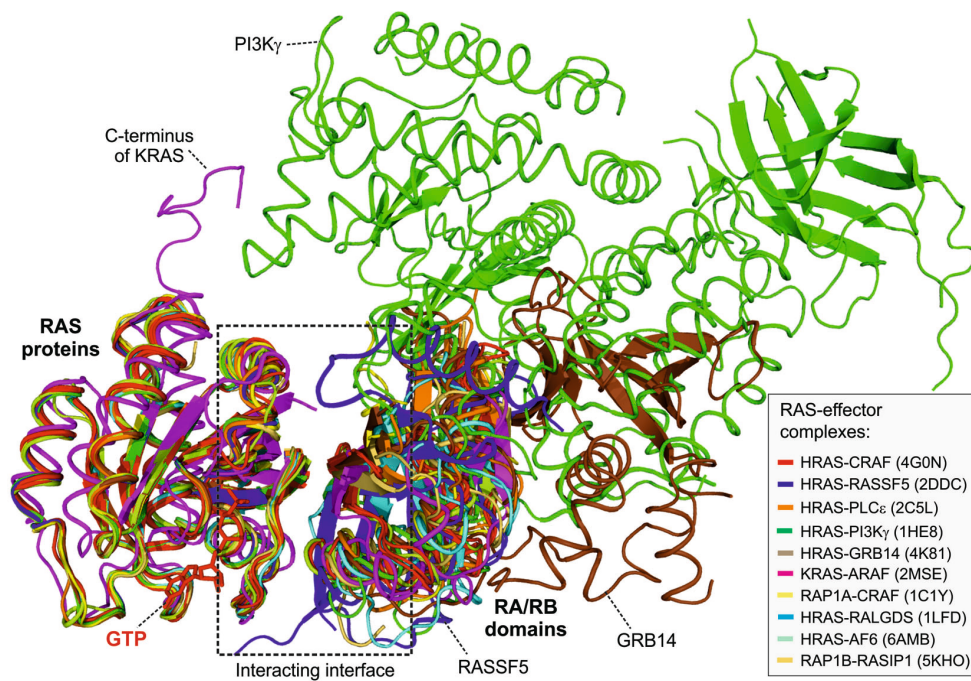 PI3Kγ
C-terminus
of KRAS
RAS
proteins
GTP
Interacting interface
RASSF5
RA/RB
domains
GRB14
RAS-effector
complexes:
HRAS-CRAF (4G0N)
HRAS-RASSF5 (2DDC)
HRAS-PLCε (2C5L)
HRAS-PI3Kγ (1HE8)
HRAS-GRB14 (4K81)
KRAS-ARAF (2MSE)
RAP1A-CRAF (1C1Y)
HRAS-RALGDS (1LFD)
HRAS-AF6 (6AMB)
RAP1B-RASIP1 (5KHO)